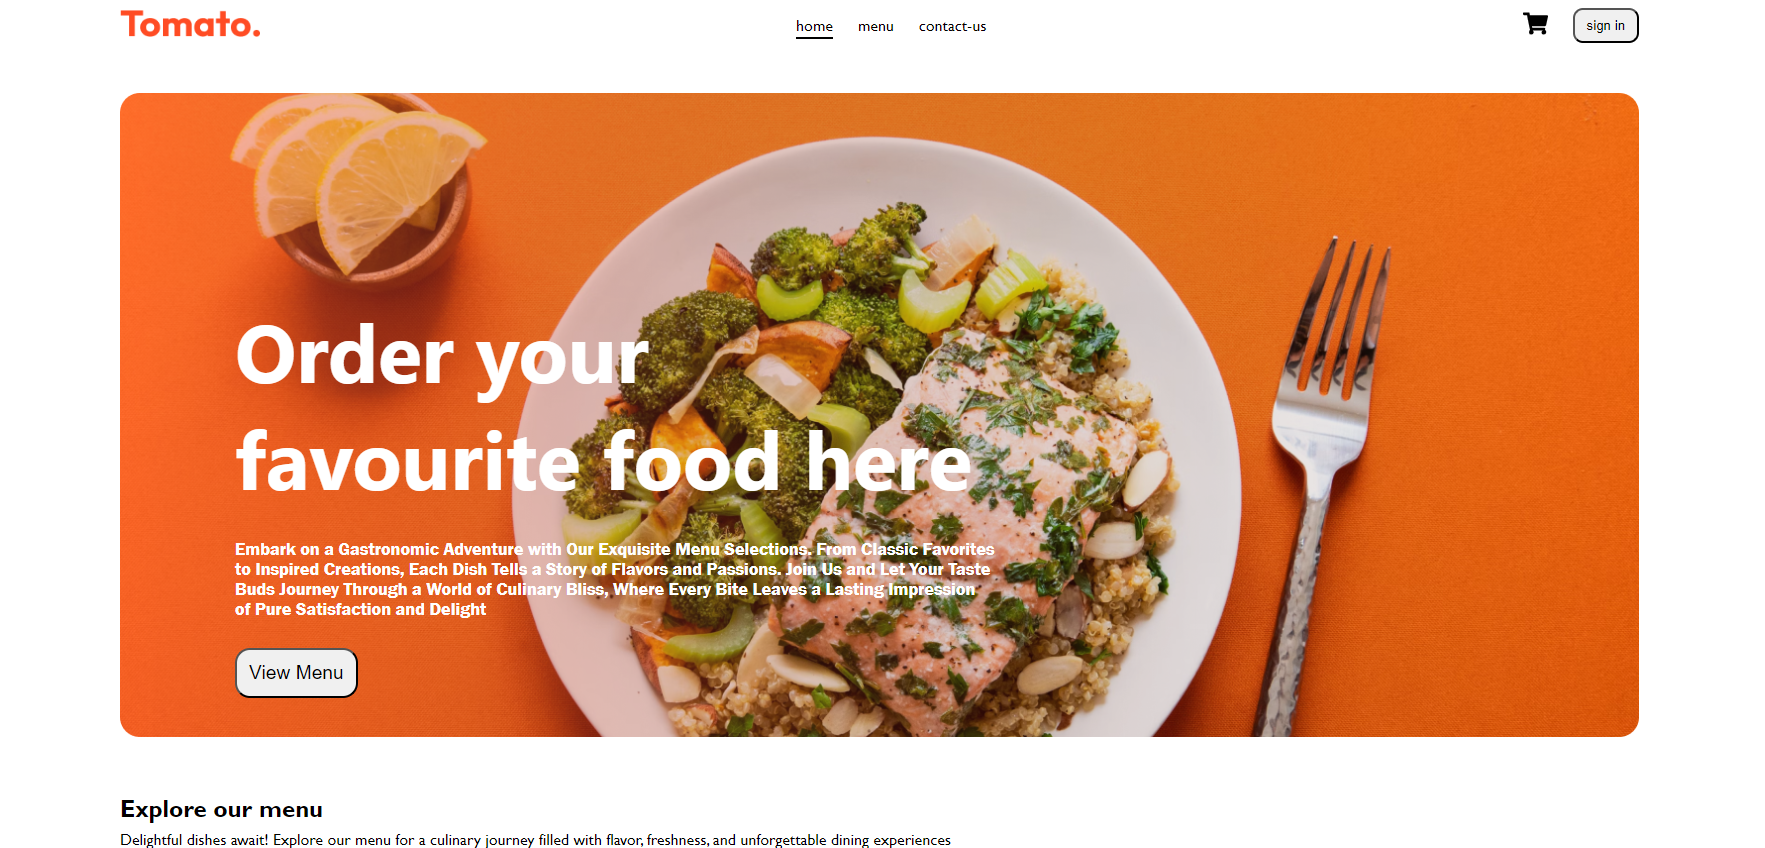 Tomato.
home menu contact-us
sign in
Order your
favourite food here
Embark on a Gastronomic Adventure with Our Exquisite Menu Selections. From Classic Favorites
to Inspired Creations, Each Dish Tells a Story of Flavors and Passions. Join Us and Let Your Taste
Buds Journey Through a World of Culinary Bliss, Where Every Bite Leaves a Lasting Impression
of Pure Satisfaction and Delight
View Menu
Explore our menu
Delightful dishes await! Explore our menu for a culinary journey filled with flavor, freshness, and unforgettable dining experiences